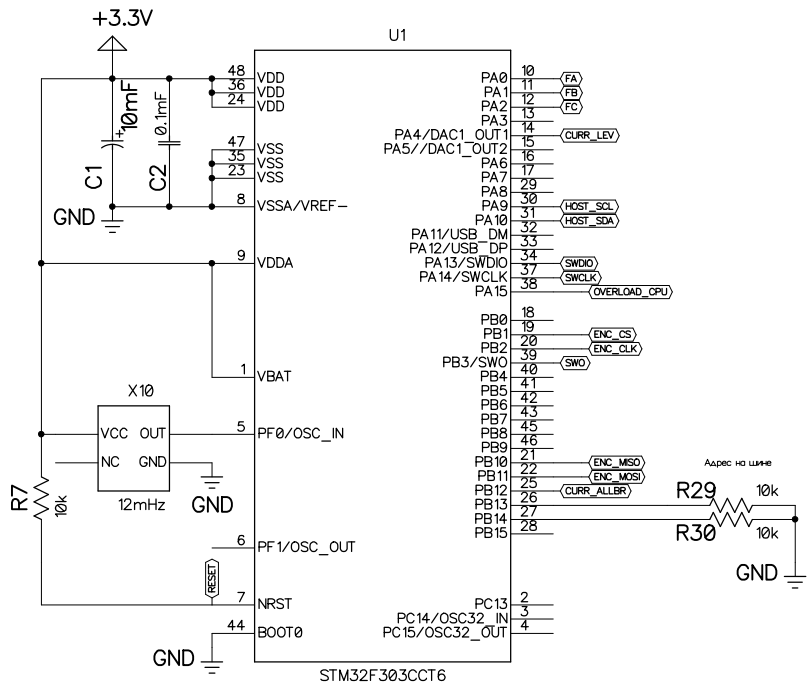 +3.3V
U1
48 VDD
36 VDD
24 VDD
47 VSS
35 VSS
23 VSS
8 VSSA/VREF-
9 VDDA
1 VBAT
5 PF0/OSC_IN
6 PF1/OSC_OUT
7 NRST
44 BOOT0
C1
+
10mF
C2
0.1mF
GND
X10
VCC OUT
NC GND
12mHz
GND
R7
10k
RESET
GND
PA0 10 FA
PA1 11 FB
PA2 12 FC
PA3 13
PA4/DAC1_OUT1 14 CURR_LEV
PA5//DAC1_OUT2 15
PA6 16
PA7 17
PA8 29
PA9 30 HOST_SCL
PA10 31 HOST_SDA
PA11/USB_DM 32
PA12/USB_DP 33
PA13/SWDIO 34 SWDIO
PA14/SWCLK 37 SWCLK
PA15 38 OVERLOAD_CPU
PB0 18
PB1 19 ENC_CS
PB2 20 ENC_CLK
PB3/SWO 39 SWO
PB4 40
PB5 41
PB6 42
PB7 43
PB8 45
PB9 46
PB10 21 ENC_MISO
PB11 22 ENC_MOSI
PB12 25 CURR_ALLBR
PB13 26
PB14 27
PB15 28
Адрес на шине
R29 10k
R30 10k
GND
PC13 2
PC14/OSC32_IN 3
PC15/OSC32_OUT 4
STM32F303CCT6